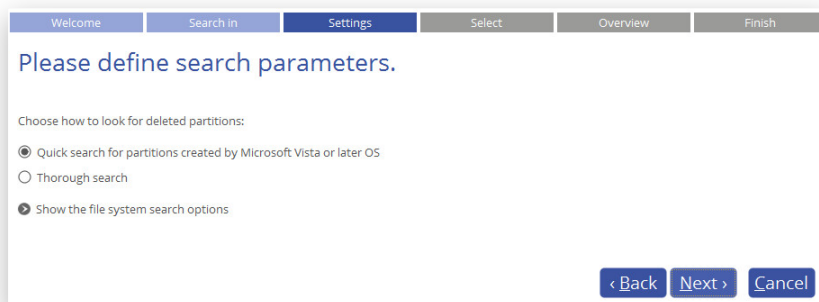 Welcome Search in Settings Select Overview Finish
Please define search parameters.
Choose how to look for deleted partitions:
Quick search for partitions created by Microsoft Vista or later OS
Thorough search
Show the file system search options
‹ Back Next › Cancel